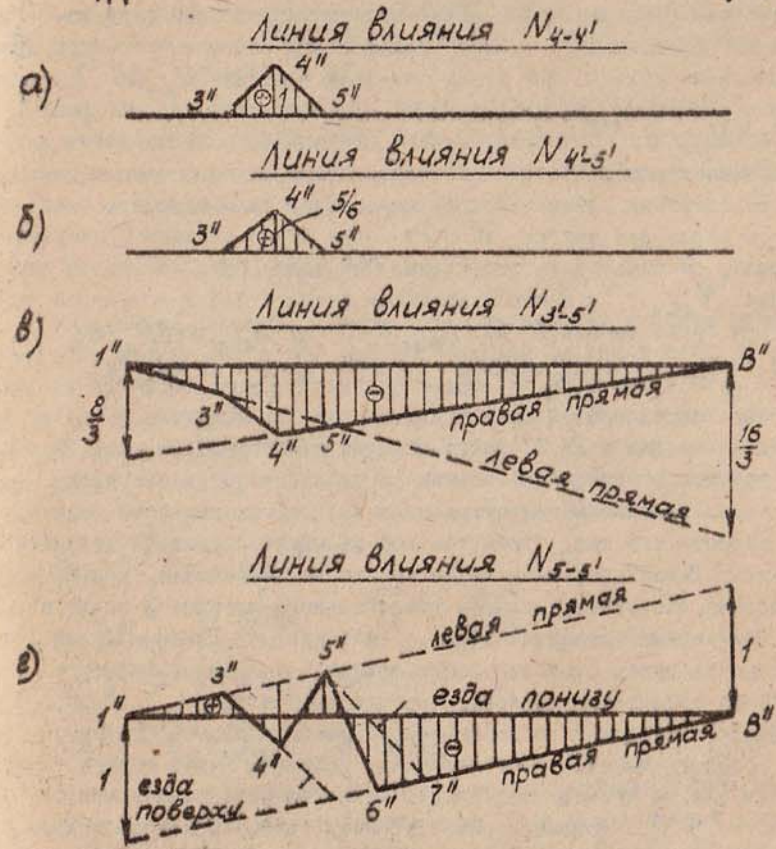 Линия влияния N4-4'
а)
3" 4" 5"
1
Линия влияния N4'-5'
б)
3" 4" 5/6 5"
Линия влияния N3'-5'
в)
1" В"
8/3
3" 4" 5"
правая прямая
левая прямая
16/3
Линия влияния N5-5'
г)
левая прямая
1
5"
3"
езда понизу
1" В"
4"
1
езда
поверху
6" 7"
правая прямая